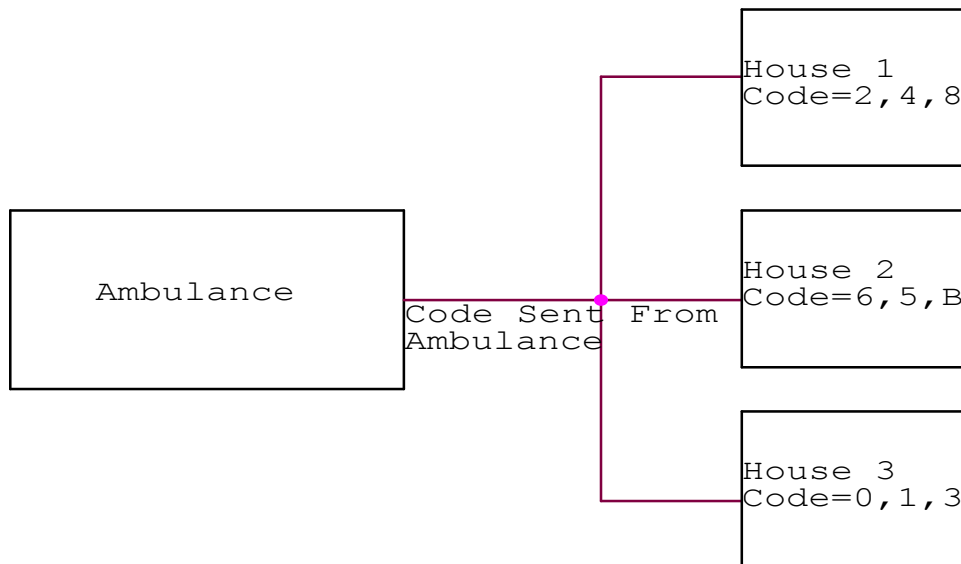 House 1
Code=2,4,8
Ambulance
Code Sent From
Ambulance
House 2
Code=6,5,B
House 3
Code=0,1,3